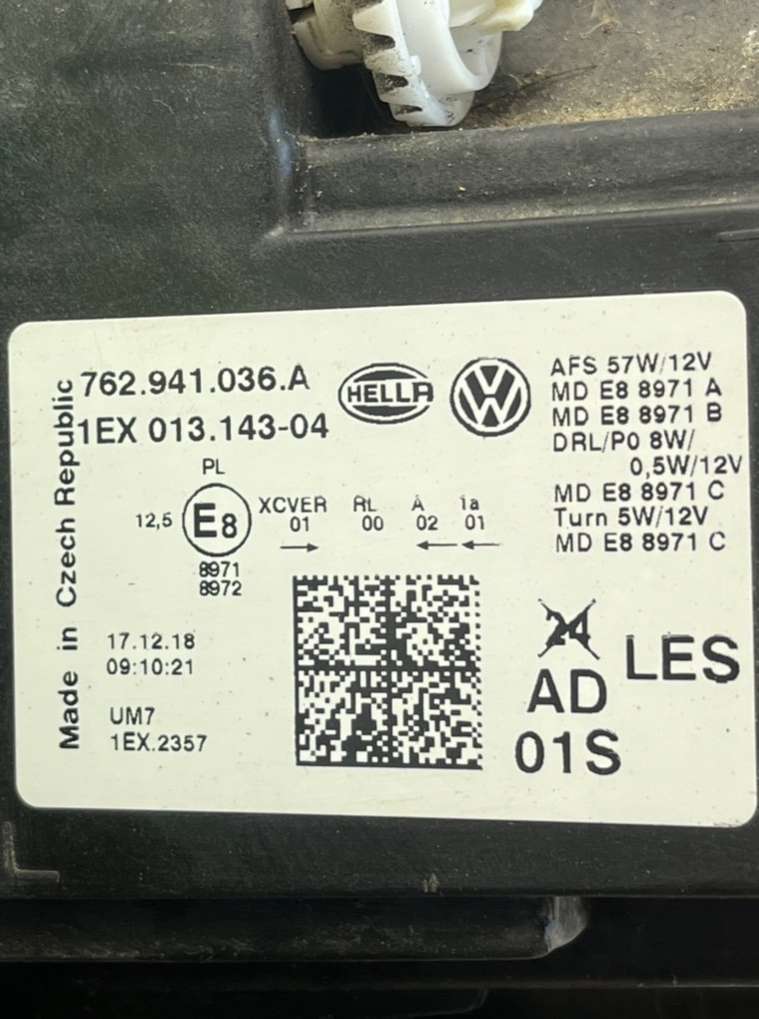 Made in Czech Republic
762.941.036.A
1EX 013.143-04
HELLA
VW
PL
12,5
E8
XCVER RL A 1a
01 00 02 01
8971
8972
17.12.18
09:10:21
UM7
1EX.2357
AFS 57W/12V
MD E8 8971 A
MD E8 8971 B
DRL/P0 8W/
0,5W/12V
MD E8 8971 C
Turn 5W/12V
MD E8 8971 C
24
LES
AD
01S